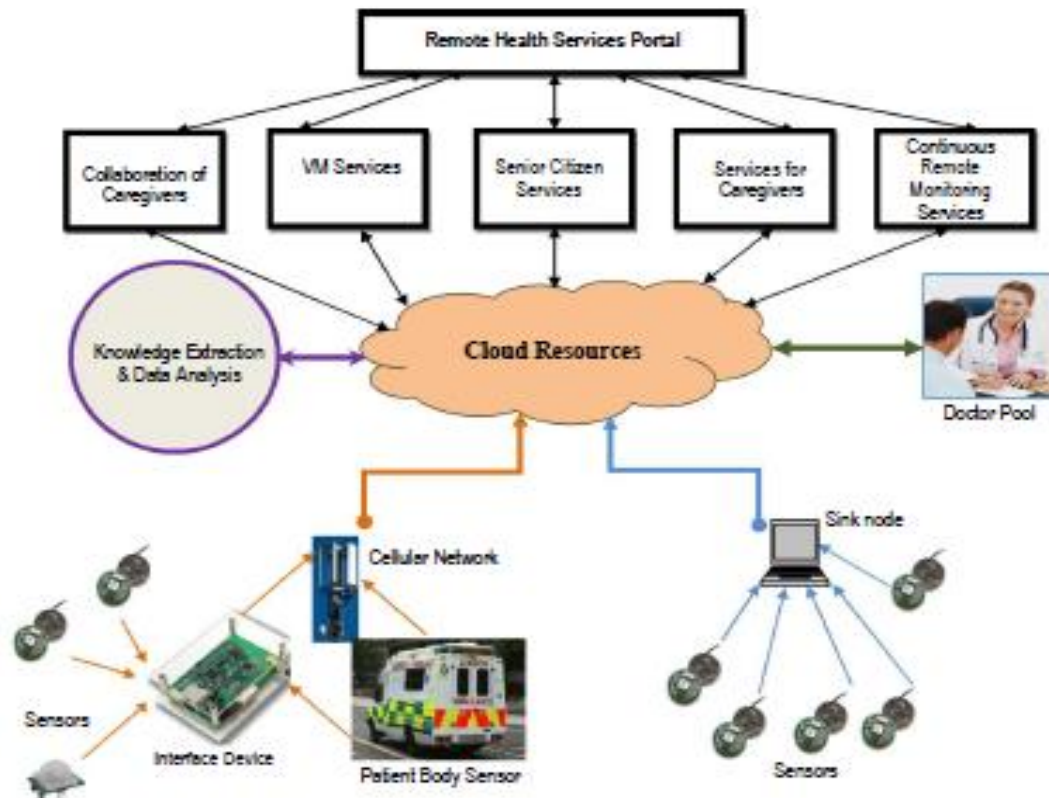 Remote Health Services Portal
Collaboration of
Caregivers
VM Services
Senior Citizen
Services
Services for
Caregivers
Continuous
Remote
Monitoring
Services
Knowledge Extraction
& Data Analysis
Cloud Resources
Doctor Pool
Cellular Network
Sink node
Sensors
Interface Device
Patient Body Sensor
Sensors